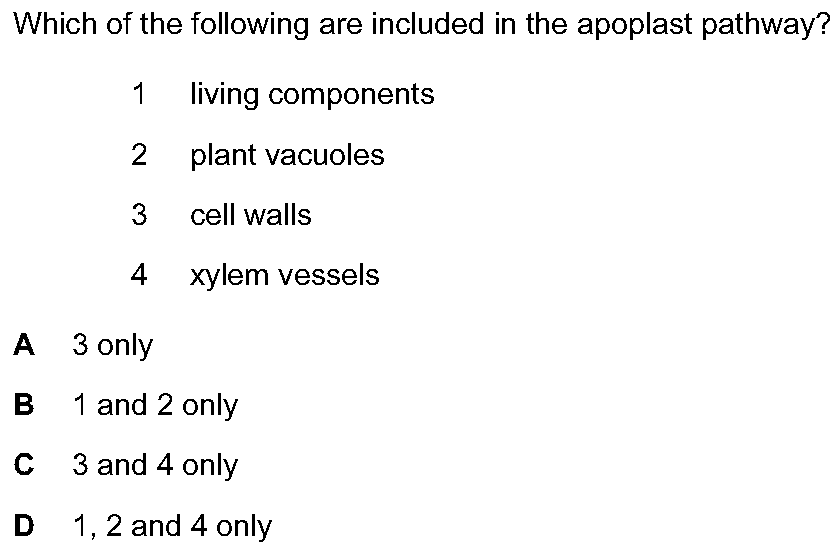 Which of the following are included in the apoplast pathway?
1 living components
2 plant vacuoles
3 cell walls
4 xylem vessels
A 3 only
B 1 and 2 only
C 3 and 4 only
D 1, 2 and 4 only